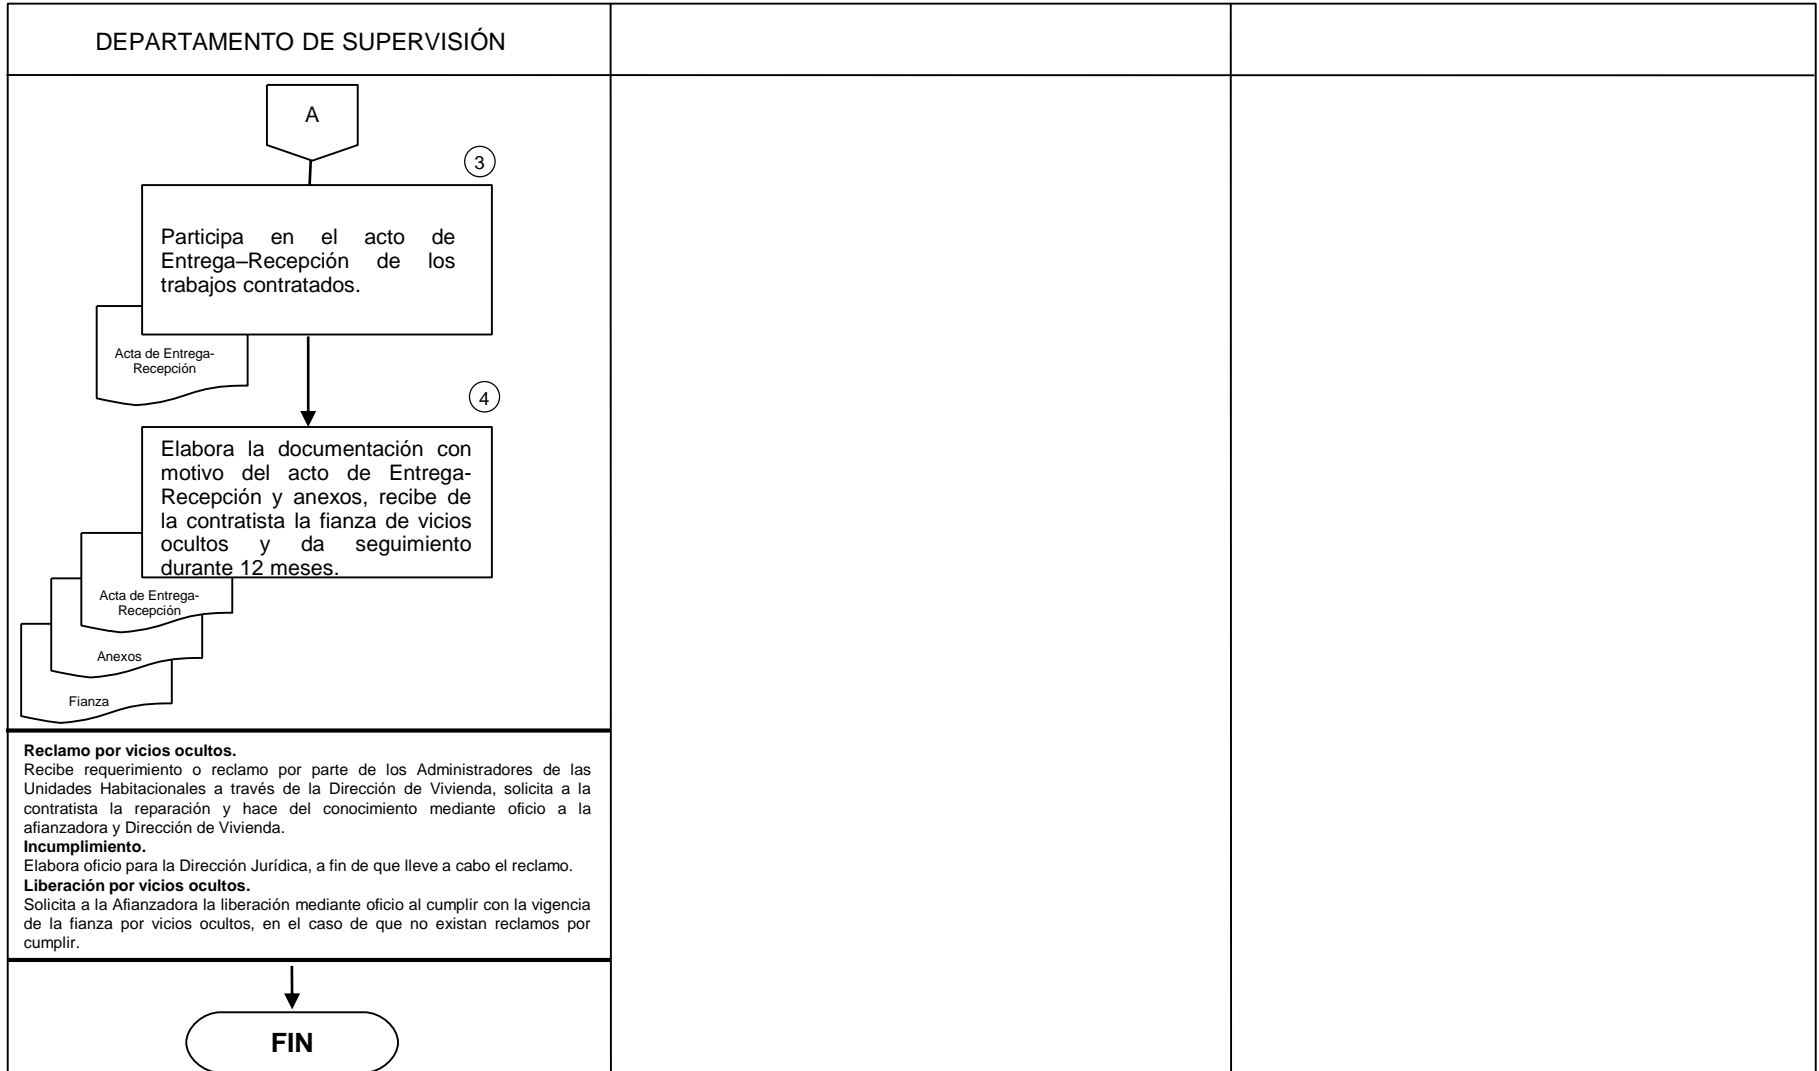 DEPARTAMENTO DE SUPERVISIÓN
A
3
Participa en el acto de
Entrega–Recepción de los
trabajos contratados.
Acta de Entrega-
Recepción
4
Elabora la documentación con
motivo del acto de Entrega-
Recepción y anexos, recibe de
la contratista la fianza de vicios
ocultos y da seguimiento
durante 12 meses.
Acta de Entrega-
Recepción
Anexos
Fianza
Reclamo por vicios ocultos.
Recibe requerimiento o reclamo por parte de los Administradores de las
Unidades Habitacionales a través de la Dirección de Vivienda, solicita a la
contratista la reparación y hace del conocimiento mediante oficio a la
afianzadora y Dirección de Vivienda.
Incumplimiento.
Elabora oficio para la Dirección Jurídica, a fin de que lleve a cabo el reclamo.
Liberación por vicios ocultos.
Solicita a la Afianzadora la liberación mediante oficio al cumplir con la vigencia
de la fianza por vicios ocultos, en el caso de que no existan reclamos por
cumplir.
FIN